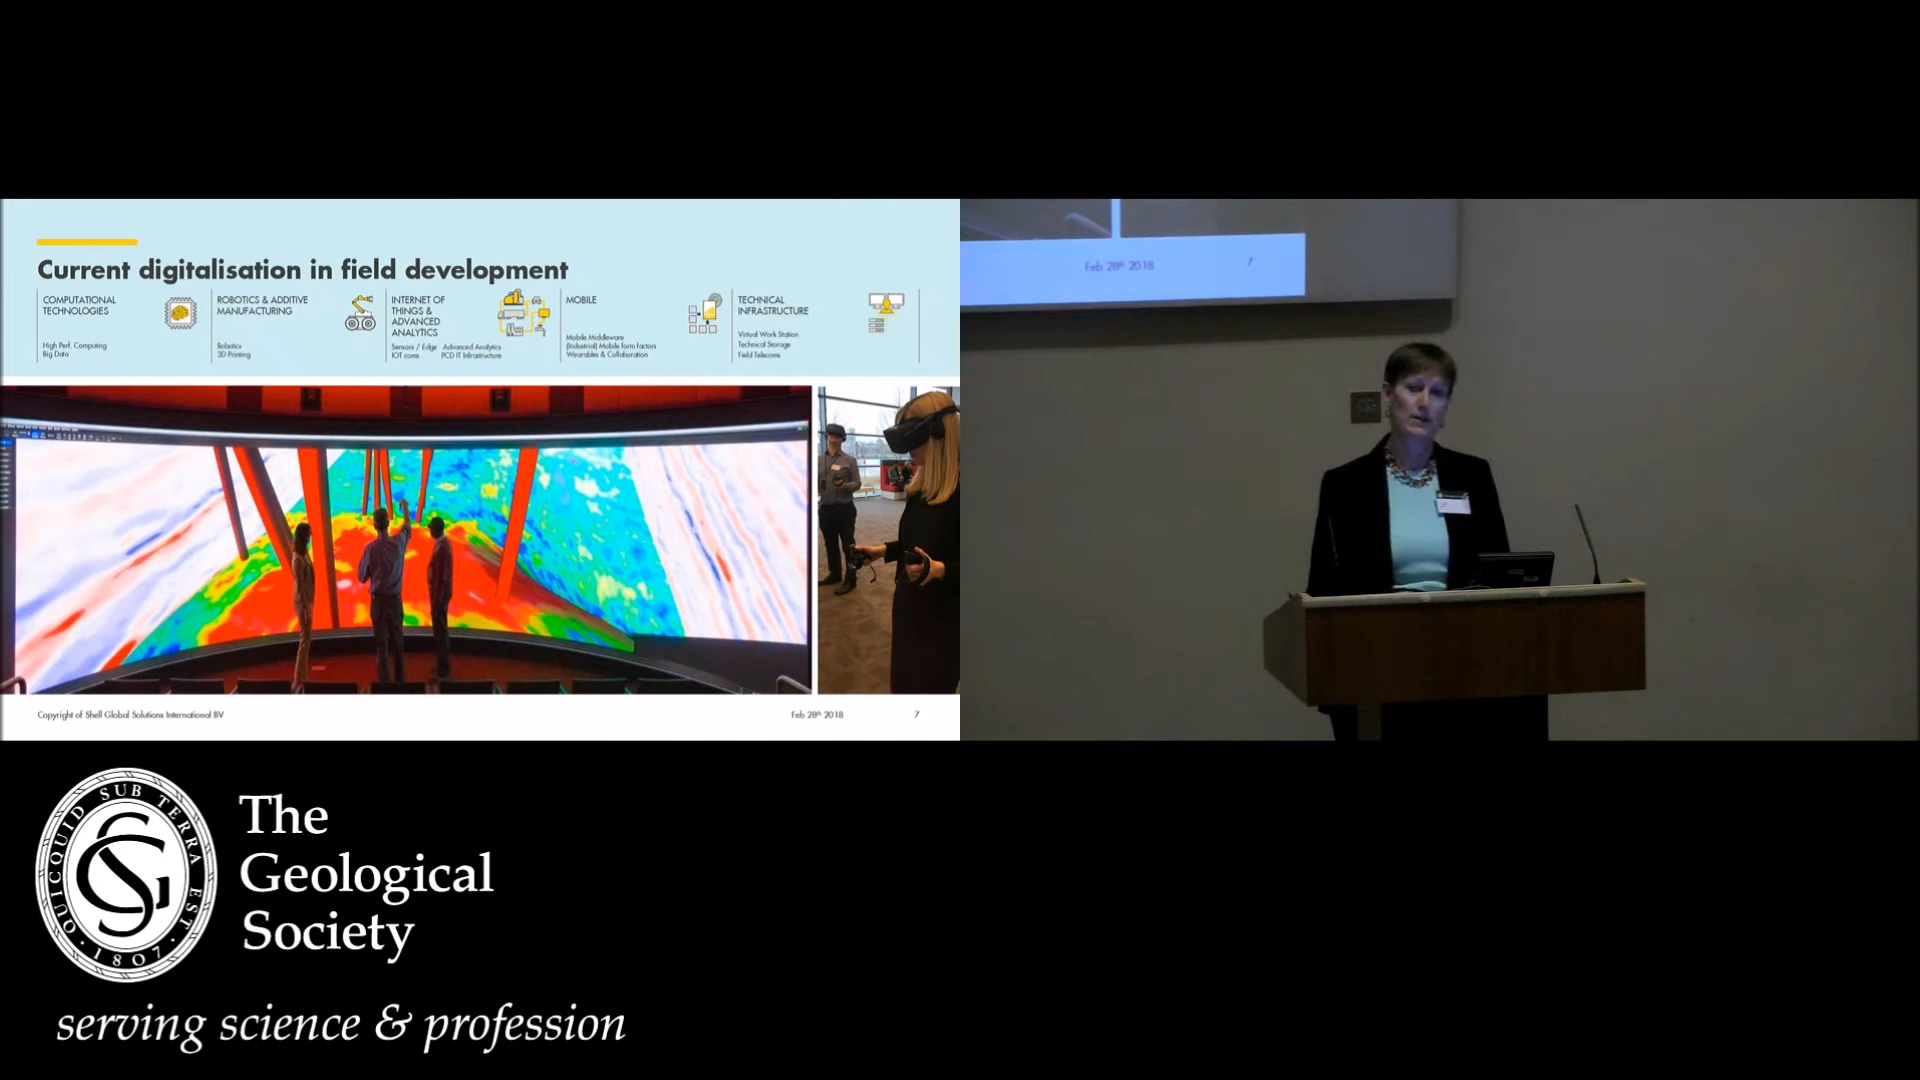 Current digitalisation in field development
COMPUTATIONAL
TECHNOLOGIES
High Perf. Computing
Big Data
ROBOTICS & ADDITIVE
MANUFACTURING
Robotics
3D Printing
INTERNET OF
THINGS &
ADVANCED
ANALYTICS
Sensors / Edge Advanced Analytics
IOT coms PCD IT Infrastructure
MOBILE
Mobile Middleware
(Industrial) Mobile form factors
Wearables & Collaboration
TECHNICAL
INFRASTRUCTURE
Virtual Work Station
Technical Storage
Field Telecoms
Copyright of Shell Global Solutions International BV
Feb 28th 2018
7
Feb 28th 2018
7
QUICQUID SUB TERRA EST
1807
The
Geological
Society
serving science & profession